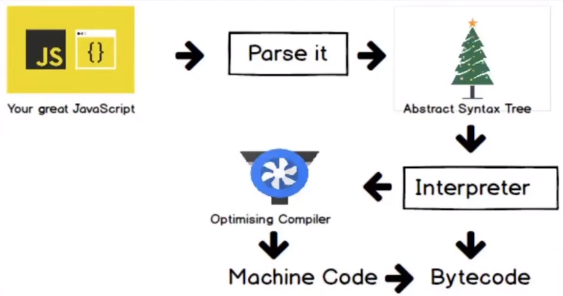 JS
{}
Parse it
Your great JavaScript
Abstract Syntax Tree
Interpreter
Optimising Compiler
Machine Code
Bytecode